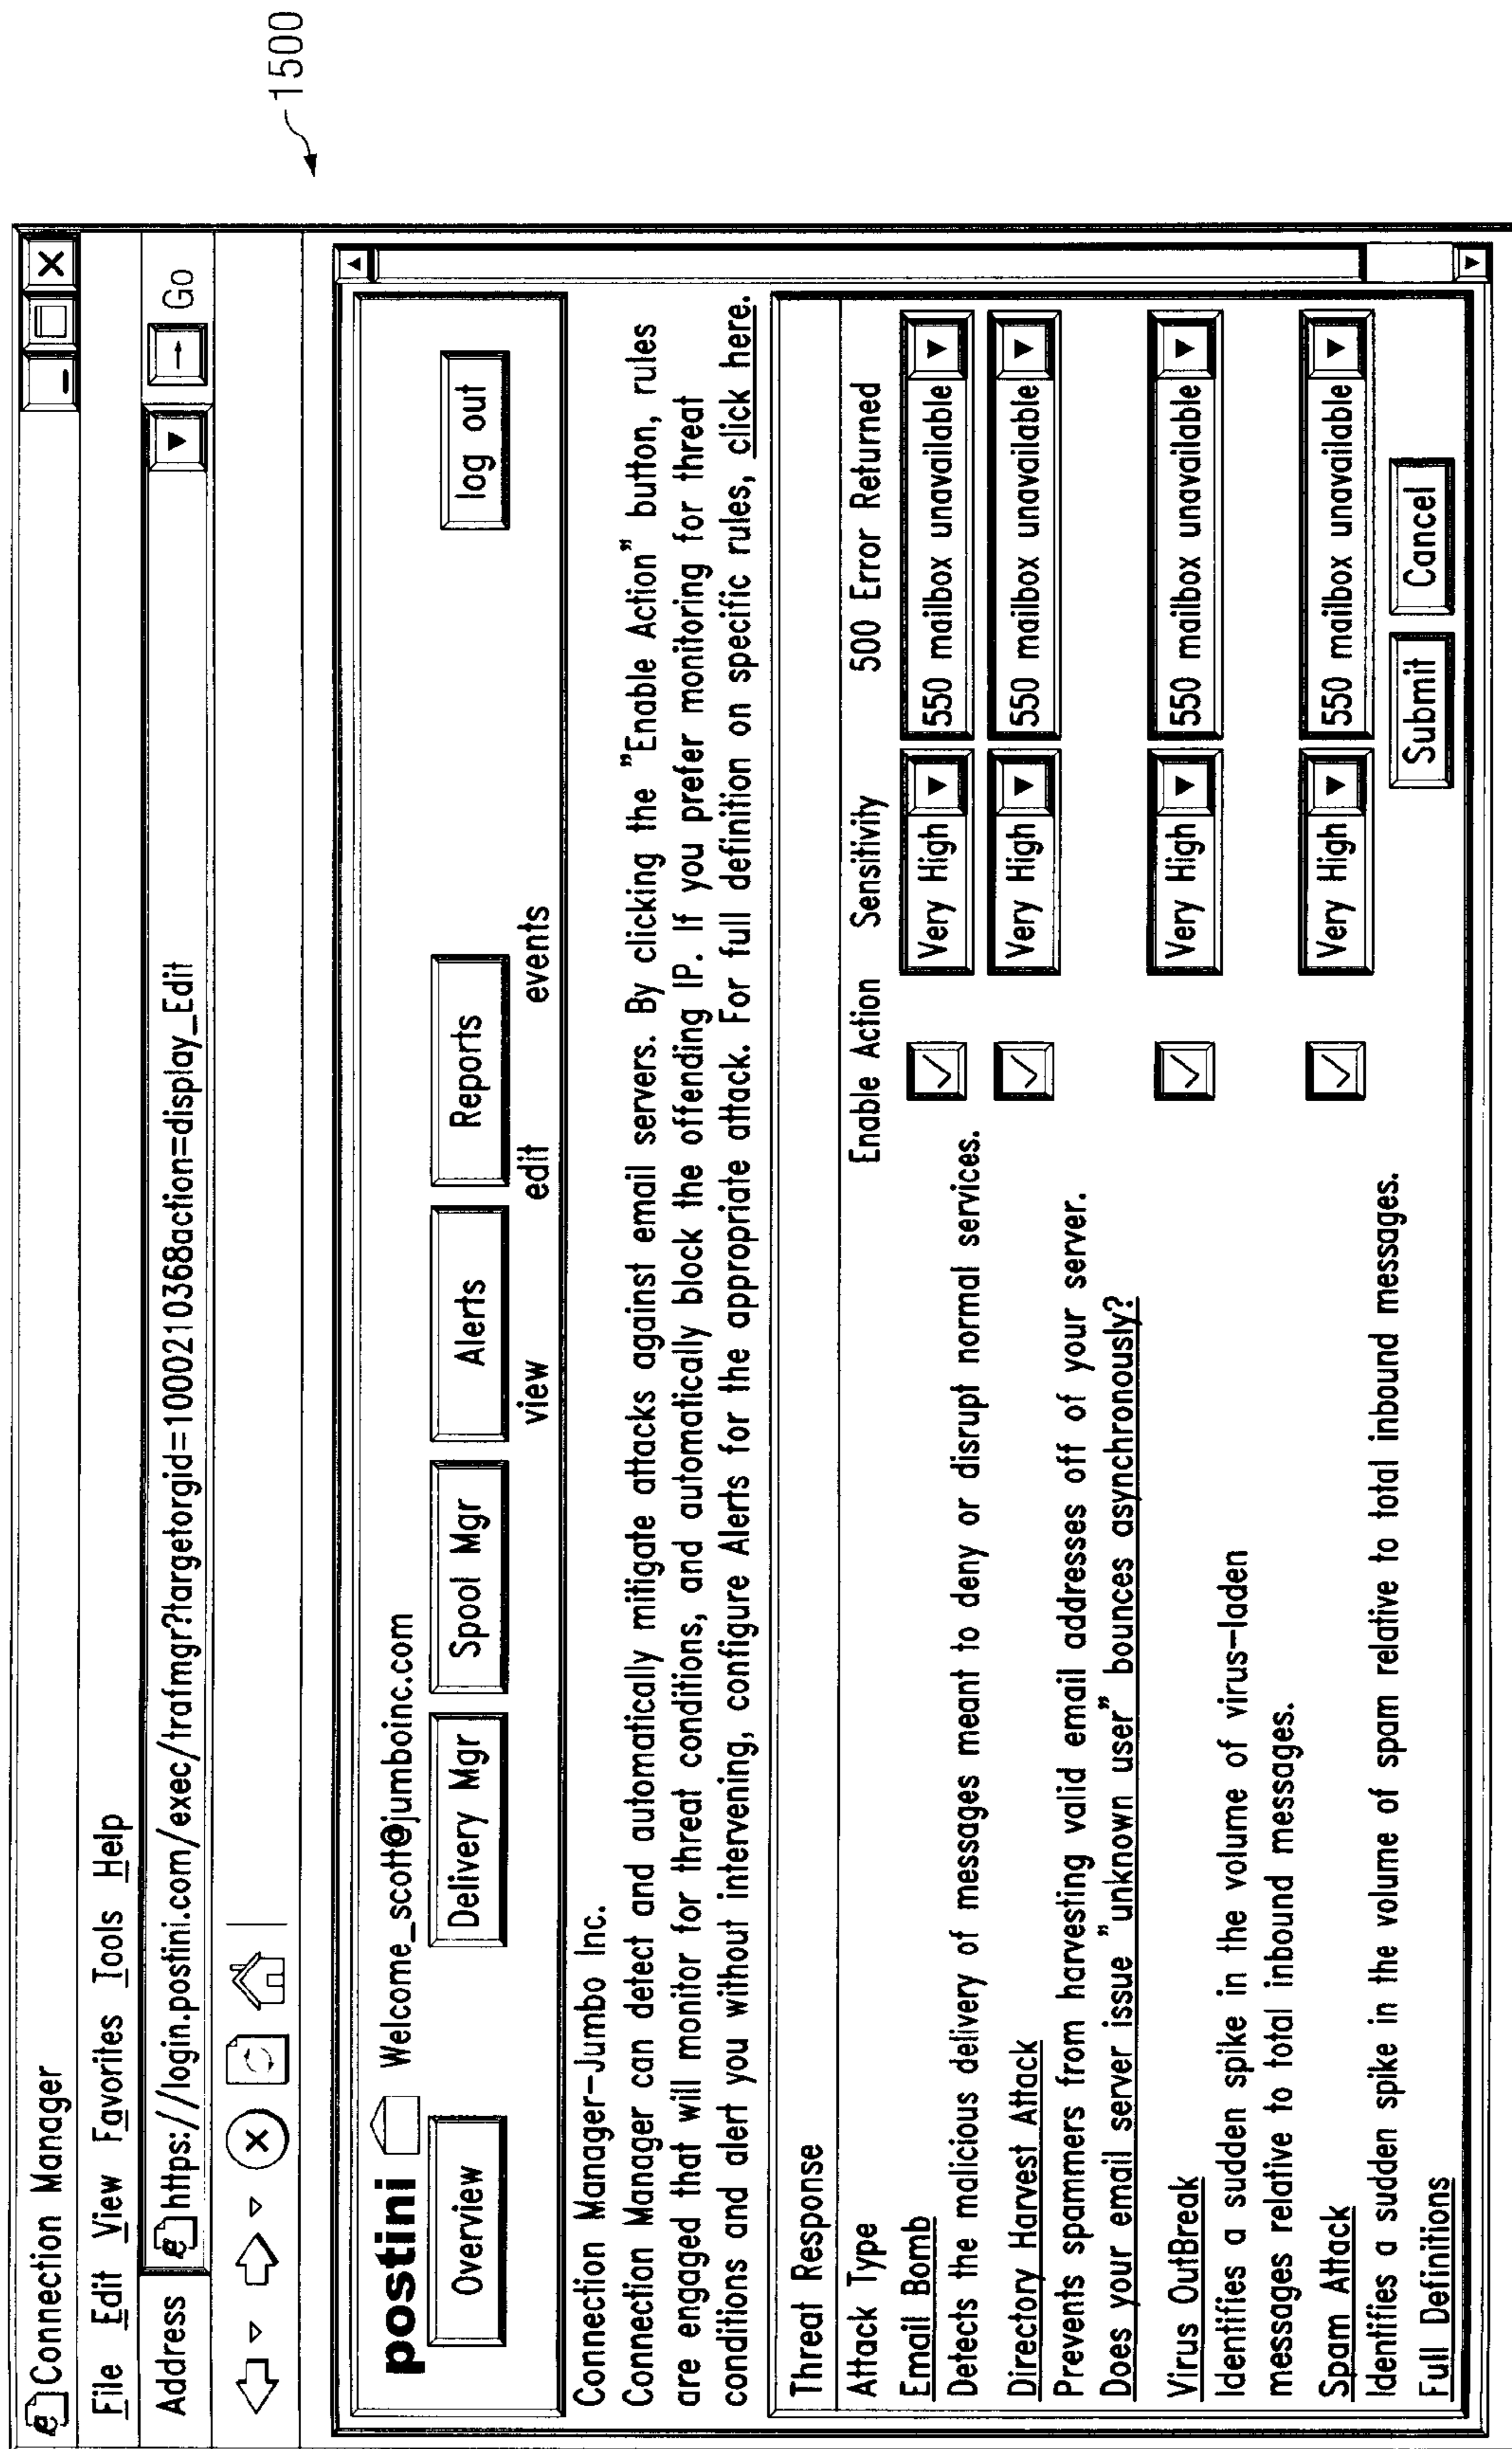 1500
Connection Manager
File Edit View Favorites Tools Help
Address https://login.postini.com/exec/trafmgr?targetorgid=100021036&action=display_Edit Go
postini Welcome_scott@jumboinc.com
Overview Delivery Mgr Spool Mgr Alerts Reports log out
view edit events
Connection Manager-Jumbo Inc.
Connection Manager can detect and automatically mitigate attacks against email servers. By clicking the "Enable Action" button, rules
are engaged that will monitor for threat conditions, and automatically block the offending IP. If you prefer monitoring for threat
conditions and alert you without intervening, configure Alerts for the appropriate attack. For full definition on specific rules, click here.
Threat Response
Attack Type Enable Action Sensitivity 500 Error Returned
Email Bomb Very High 550 mailbox unavailable
Detects the malicious delivery of messages meant to deny or disrupt normal services.
Directory Harvest Attack Very High 550 mailbox unavailable
Prevents spammers from harvesting valid email addresses off of your server.
Does your email server issue "unknown user" bounces asynchronously?
Virus OutBreak Very High 550 mailbox unavailable
Identifies a sudden spike in the volume of virus-laden
messages relative to total inbound messages.
Spam Attack Very High 550 mailbox unavailable
Identifies a sudden spike in the volume of spam relative to total inbound messages.
Full Definitions Submit Cancel